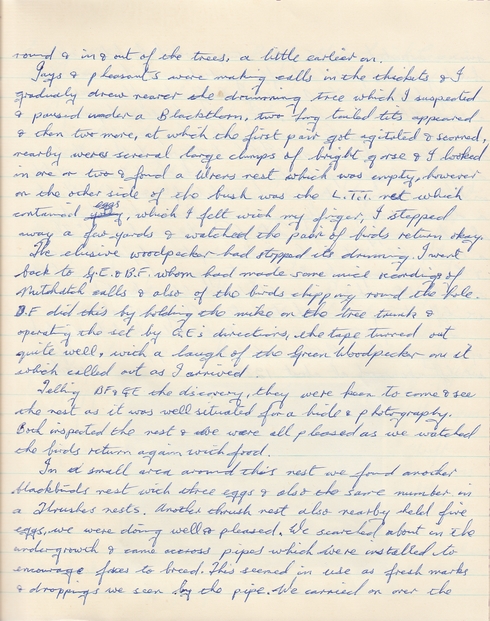 round & in & out of the trees, a little earlier on.
Jays & pheasants were making calls in the thickets & I
gradualy drew nearer the drumming tree which I suspected
& paused under a Blackthorn, two long tailed tits appeared
& then two more, at which the first pair got agitated & scorned,
nearby were several large clumps of bright gorse & I looked
in one or two & found a Wrens nest which was empty, however
on the other side of the bush was the L.T.T. net which
contained eggs, which I felt with my finger, I stepped
away a few yards & watched the pair of birds return okay.
The elusive woodpecker had stopped its druming. I went
back to G.E. & B.F. whom had made some nice recordings of
Nuthatch calls & also of the birds chipping round the hole.
B.F did this by holding the mike on the tree trunk &
operating the set by G.E's directions, the tape turned out
quite well, with a laugh of the Green Woodpecker on it
which called out as I arrived.
Telling BF & GE the discovery, they were keen to come & see
the nest as it was well situated for a hide & photography.
Both inspected the nest & we were all pleased as we watched
the birds return again with food.
In a small area around this nest we found another
blackbirds nest with three eggs & also the same number in
a Thrushes nests. Another thrush nest also nearby held five
eggs, we were doing well & pleased. We searched about in the
undergrowth & came across pipes which were installed to
encourage foxes to breed. This seemed in use as fresh marks
& droppings we seen by the pipe. We carried on over the